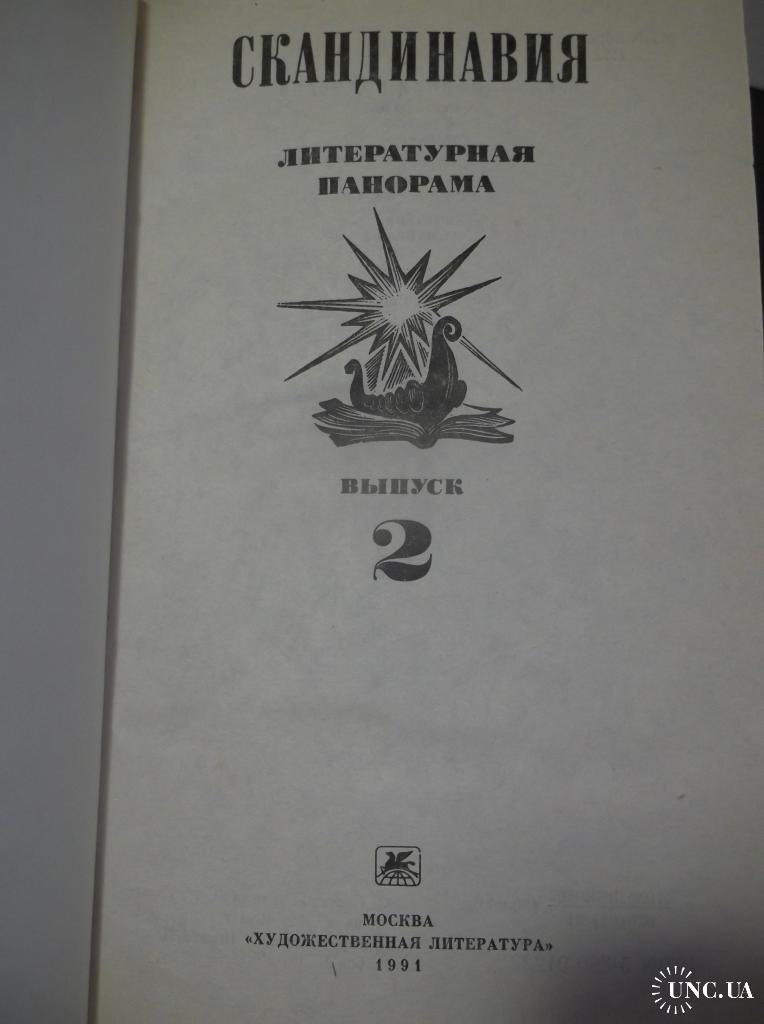 СКАНДИНАВИЯ
ЛИТЕРАТУРНАЯ
ПАНОРАМА
ВЫПУСК
2
МОСКВА
«ХУДОЖЕСТВЕННАЯ ЛИТЕРАТУРА»
1991
UNC.UA